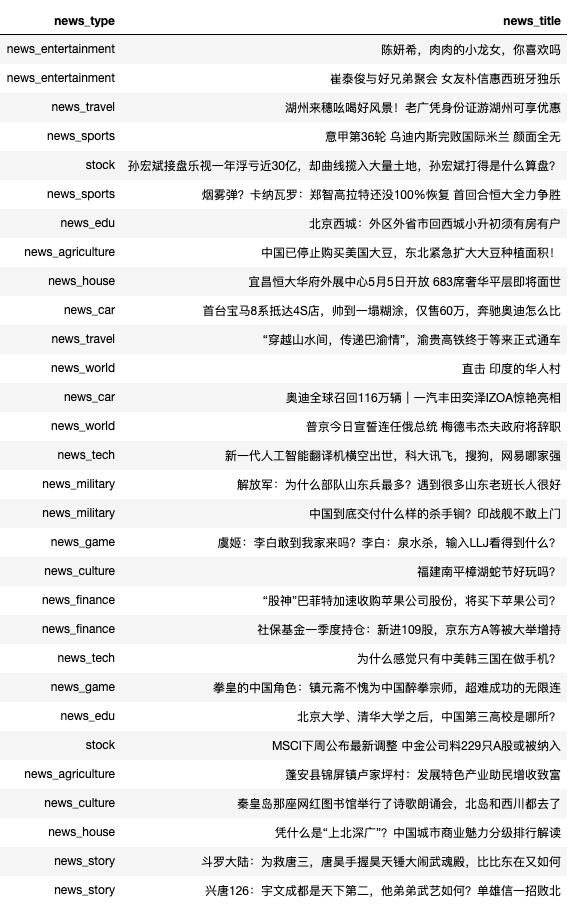 news_type news_title
news_entertainment 陈妍希，肉肉的小龙女，你喜欢吗
news_entertainment 崔泰俊与好兄弟聚会 女友朴信惠西班牙独乐
news_travel 湖州来穗吆喝好风景！老广凭身份证游湖州可享优惠
news_sports 意甲第36轮 乌迪内斯完败国际米兰 颜面全无
stock 孙宏斌接盘乐视一年浮亏近30亿，却曲线揽入大量土地，孙宏斌打得是什么算盘？
news_sports 烟雾弹？卡纳瓦罗：郑智高拉特还没100%恢复 首回合恒大全力争胜
news_edu 北京西城：外区外省市回西城小升初须有房有户
news_agriculture 中国已停止购买美国大豆，东北紧急扩大大豆种植面积！
news_house 宜昌恒大华府外展中心5月5日开放 683席奢华平层即将面世
news_car 首台宝马8系抵达4S店，帅到一塌糊涂，仅售60万，奔驰奥迪怎么比
news_travel “穿越山水间，传递巴渝情”，渝贵高铁终于等来正式通车
news_world 直击 印度的华人村
news_car 奥迪全球召回116万辆｜一汽丰田奕泽IZOA惊艳亮相
news_world 普京今日宣誓连任俄总统 梅德韦杰夫政府将辞职
news_tech 新一代人工智能翻译机横空出世，科大讯飞，搜狗，网易哪家强
news_military 解放军：为什么部队山东兵最多？遇到很多山东老班长人很好
news_military 中国到底交付什么样的杀手锏？印战舰不敢上门
news_game 虞姬：李白敢到我家来吗？李白：泉水杀，输入LLJ看得到什么？
news_culture 福建南平樟湖蛇节好玩吗？
news_finance “股神”巴菲特加速收购苹果公司股份，将买下苹果公司？
news_finance 社保基金一季度持仓：新进109股，京东方A等被大举增持
news_tech 为什么感觉只有中美韩三国在做手机？
news_game 拳皇的中国角色：镇元斋不愧为中国醉拳宗师，超难成功的无限连
news_edu 北京大学、清华大学之后，中国第三高校是哪所？
stock MSCI下周公布最新调整 中金公司料229只A股或被纳入
news_agriculture 蓬安县锦屏镇卢家坪村：发展特色产业助民增收致富
news_culture 秦皇岛那座网红图书馆举行了诗歌朗诵会，北岛和西川都去了
news_house 凭什么是“上北深广”？中国城市商业魅力分级排行解读
news_story 斗罗大陆：为救唐三，唐昊手握昊天锤大闹武魂殿，比比东在又如何
news_story 兴唐126：宇文成都是天下第二，他弟弟武艺如何？单雄信一招败北